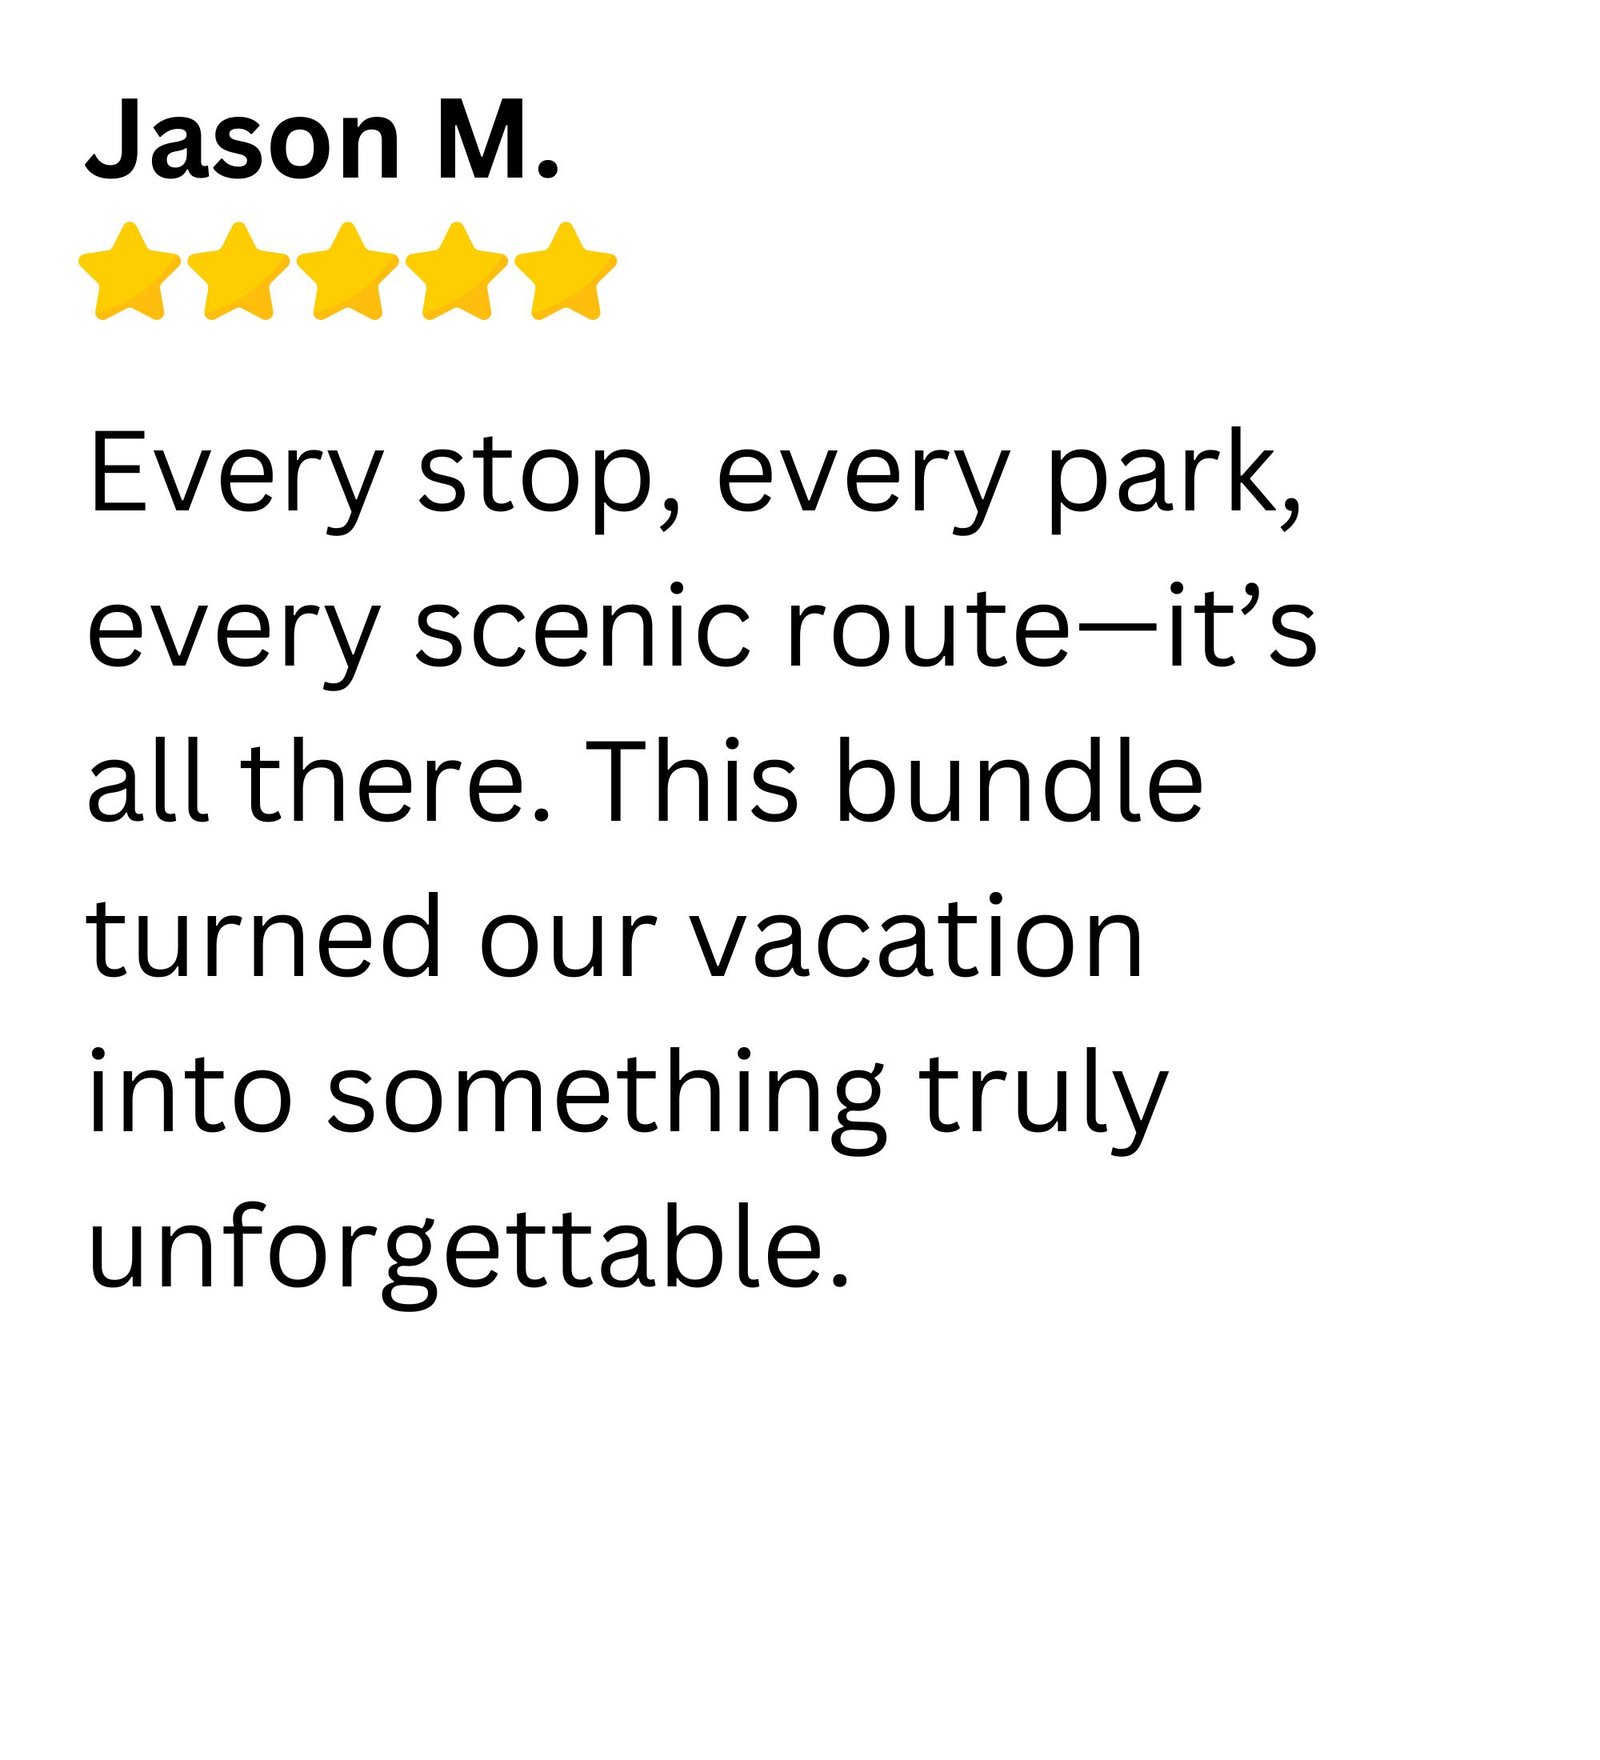 Jason M.
Every stop, every park,
every scenic route—it’s
all there. This bundle
turned our vacation
into something truly
unforgettable.